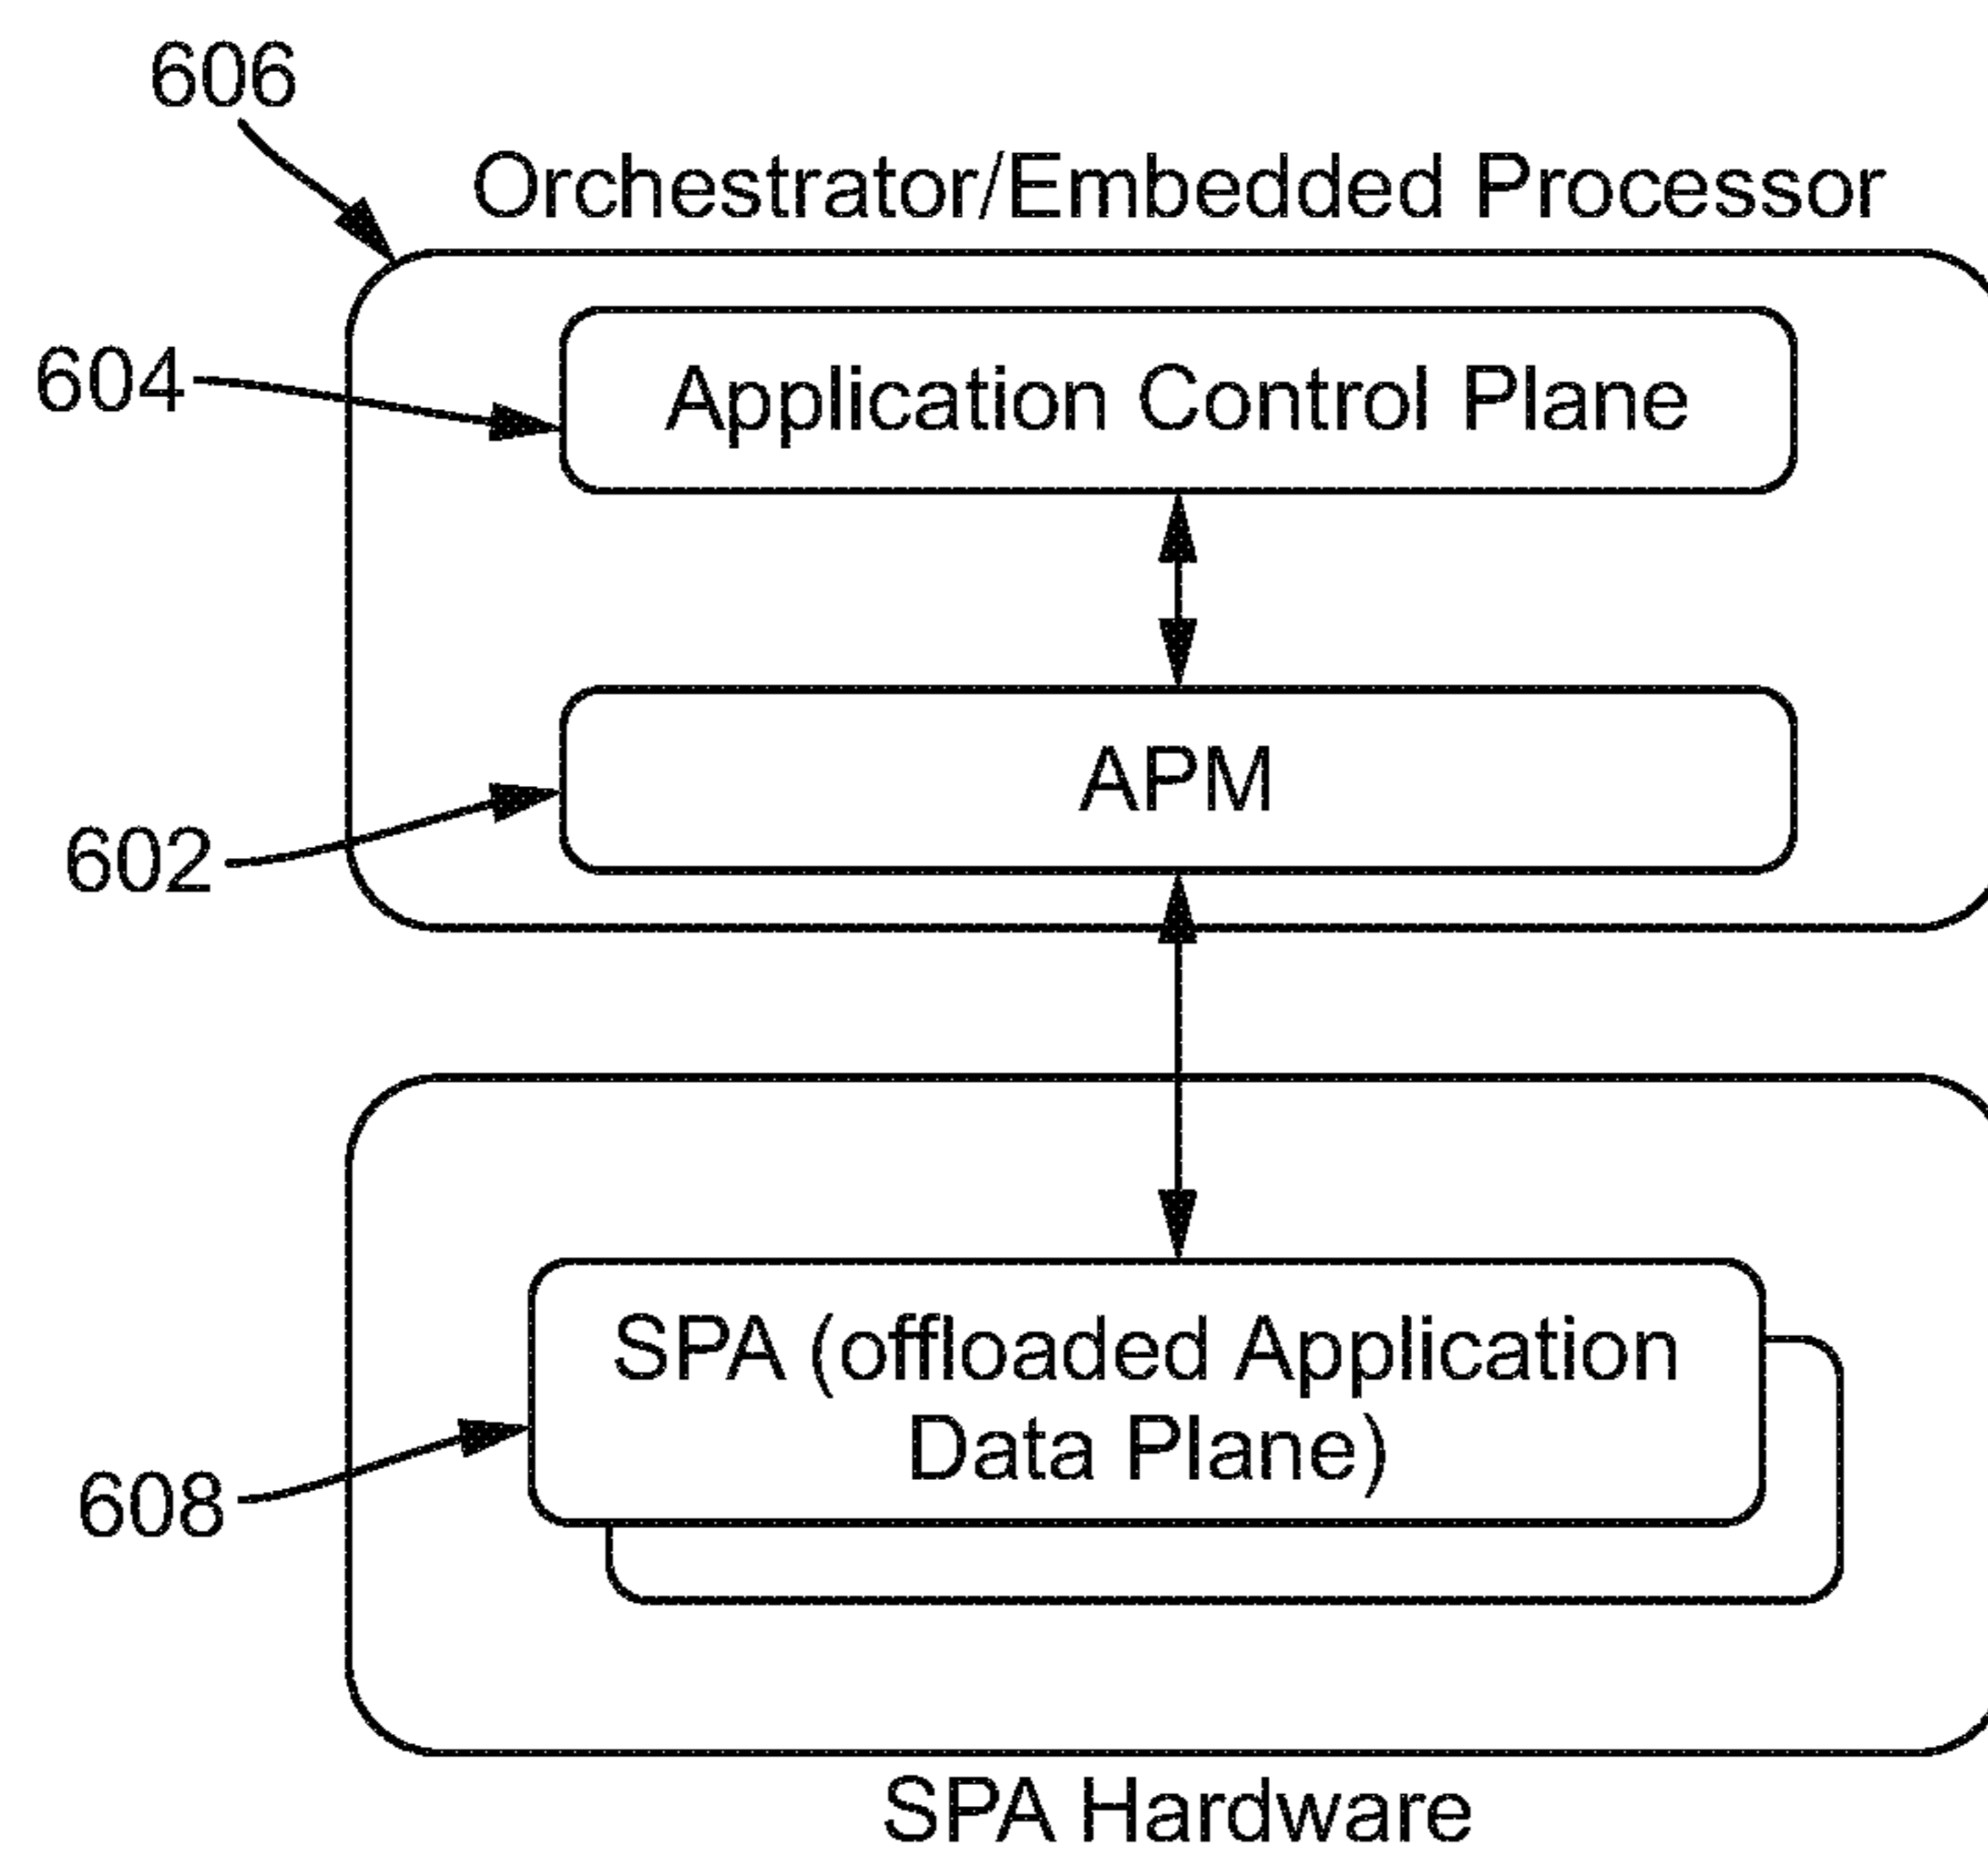 606
Orchestrator/Embedded Processor
604
Application Control Plane
APM
602
SPA (offloaded Application
Data Plane)
608
SPA Hardware